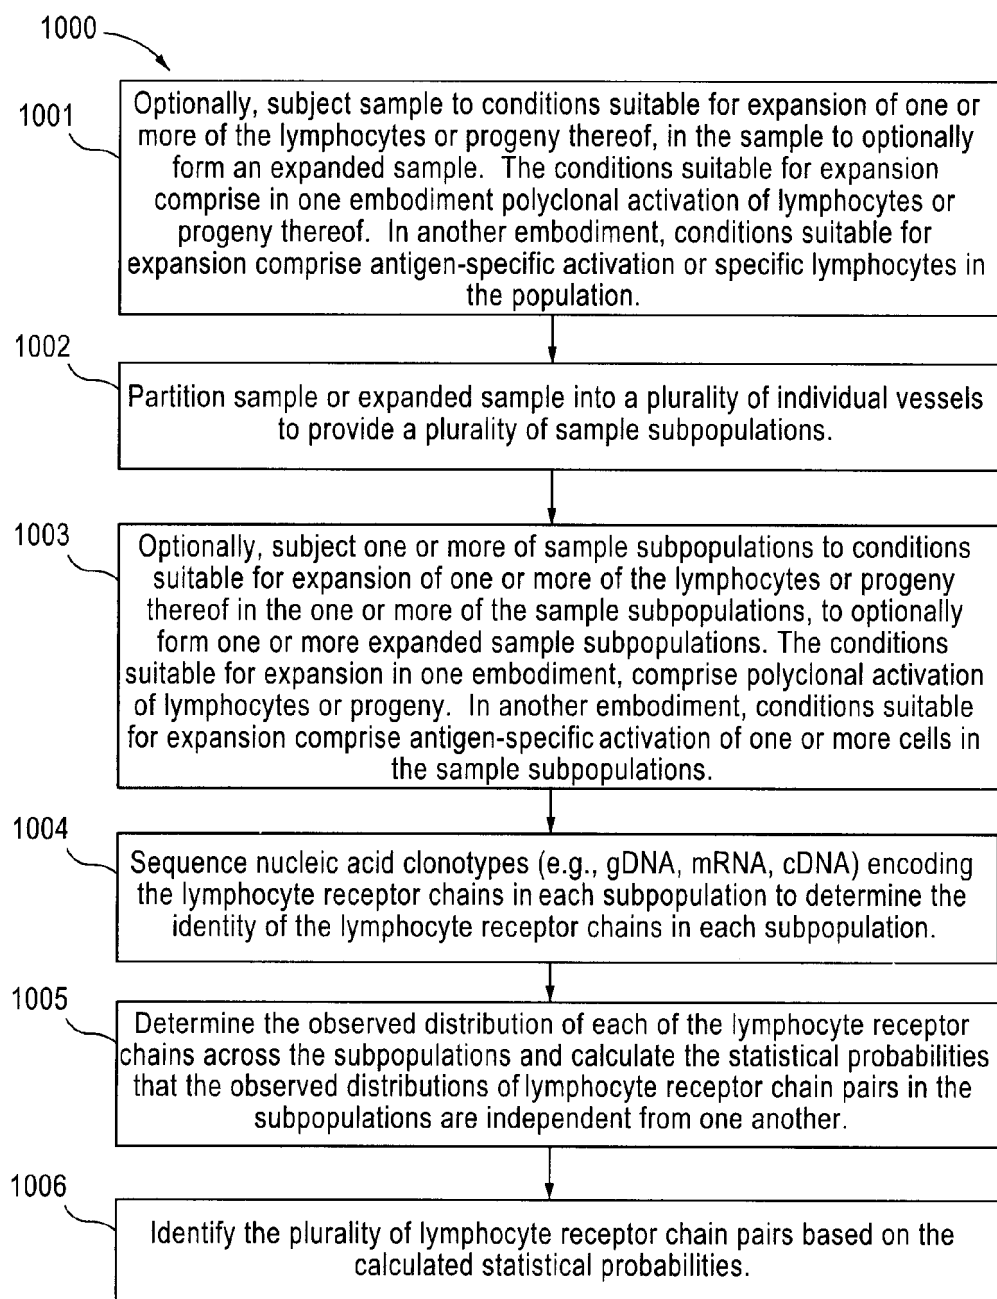 1000
1001
Optionally, subject sample to conditions suitable for expansion of one or
more of the lymphocytes or progeny thereof, in the sample to optionally
form an expanded sample. The conditions suitable for expansion
comprise in one embodiment polyclonal activation of lymphocytes or
progeny thereof. In another embodiment, conditions suitable for
expansion comprise antigen-specific activation or specific lymphocytes in
the population.
1002
Partition sample or expanded sample into a plurality of individual vessels
to provide a plurality of sample subpopulations.
1003
Optionally, subject one or more of sample subpopulations to conditions
suitable for expansion of one or more of the lymphocytes or progeny
thereof in the one or more of the sample subpopulations, to optionally
form one or more expanded sample subpopulations. The conditions
suitable for expansion in one embodiment, comprise polyclonal activation
of lymphocytes or progeny. In another embodiment, conditions suitable
for expansion comprise antigen-specific activation of one or more cells in
the sample subpopulations.
1004
Sequence nucleic acid clonotypes (e.g., gDNA, mRNA, cDNA) encoding
the lymphocyte receptor chains in each subpopulation to determine the
identity of the lymphocyte receptor chains in each subpopulation.
1005
Determine the observed distribution of each of the lymphocyte receptor
chains across the subpopulations and calculate the statistical probabilities
that the observed distributions of lymphocyte receptor chain pairs in the
subpopulations are independent from one another.
1006
Identify the plurality of lymphocyte receptor chain pairs based on the
calculated statistical probabilities.